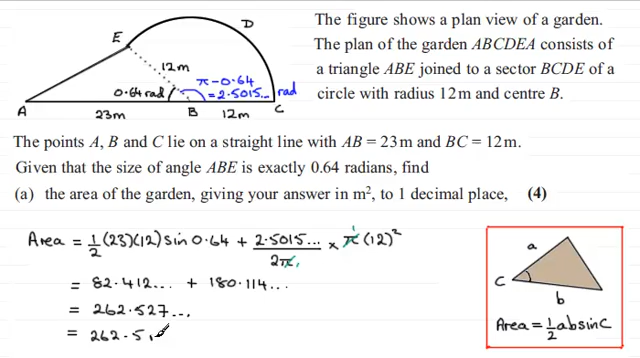 D
E
12m
π - 0.64
= 2.5015... rad
0.64 rad
A 23m B 12m C
The figure shows a plan view of a garden.
The plan of the garden ABCDEA consists of
a triangle ABE joined to a sector BCDE of a
circle with radius 12 m and centre B.
The points A, B and C lie on a straight line with AB = 23 m and BC = 12 m.
Given that the size of angle ABE is exactly 0.64 radians, find
(a) the area of the garden, giving your answer in m², to 1 decimal place, (4)
Area = 1/2 (23)(12) sin 0.64 + 2.5015.../2π × π(12)²
1
1
= 82.412... + 180.114...
= 262.527...
= 262.5
a
C
b
Area = 1/2 ab sin C